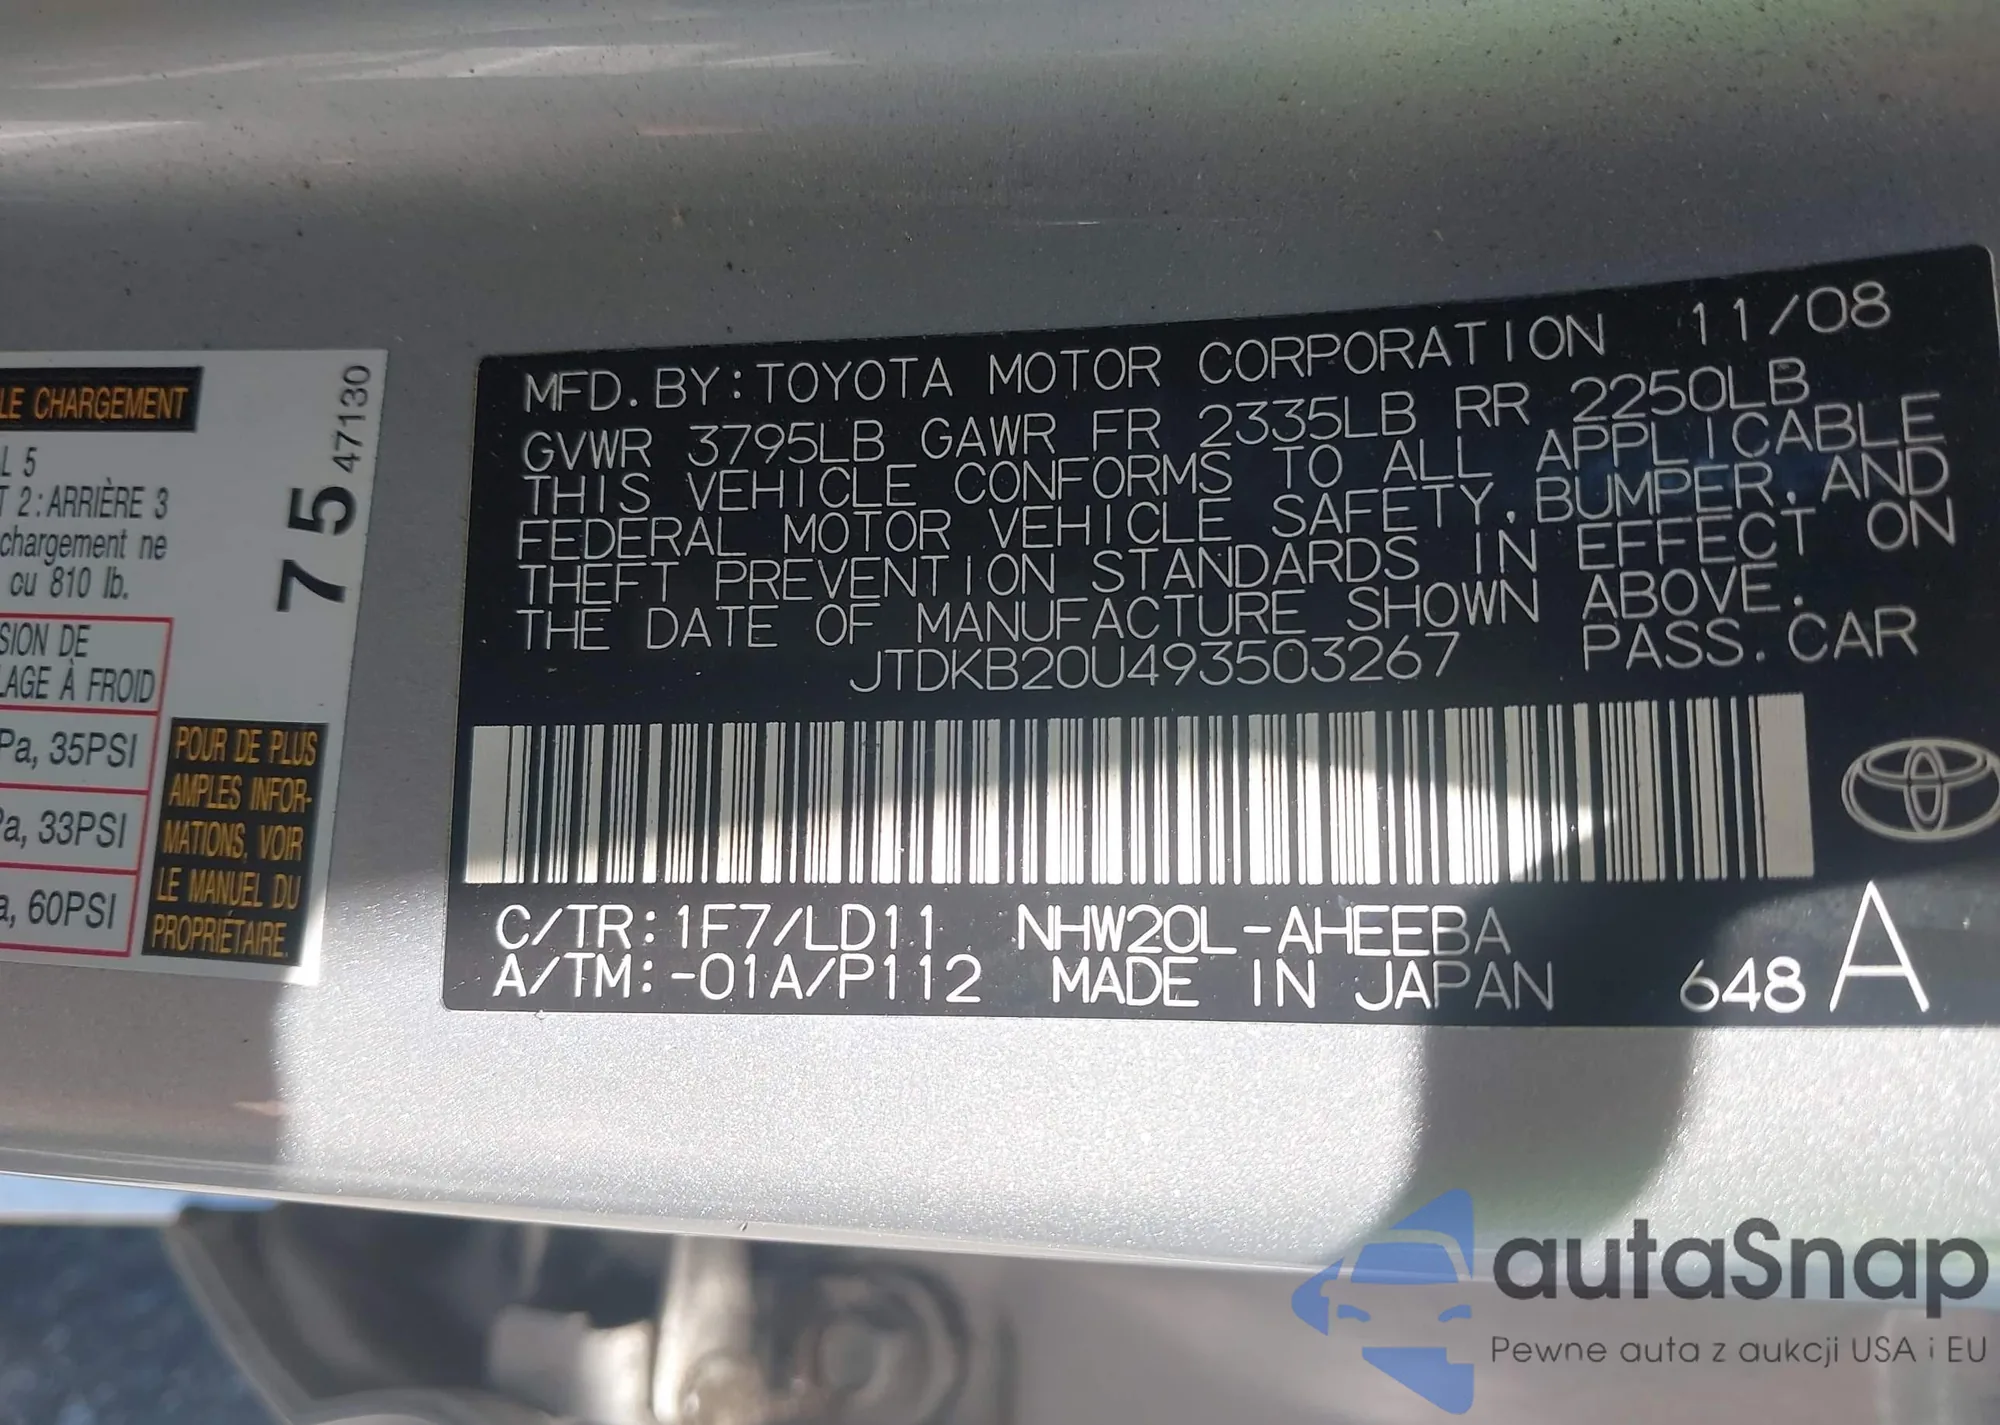 LE CHARGEMENT
L 5
T 2 : ARRIÈRE 3
chargement ne
cu 810 lb.
SION DE
LAGE À FROID
Pa, 35PSI
Pa, 33PSI
a, 60PSI
75
47130
POUR DE PLUS
AMPLES INFOR-
MATIONS, VOIR
LE MANUEL DU
PROPRIÉTAIRE.
MFD. BY: TOYOTA MOTOR CORPORATION 11/08
GVWR 3795LB GAWR FR 2335LB RR 2250LB
THIS VEHICLE CONFORMS TO ALL APPLICABLE
FEDERAL MOTOR VEHICLE SAFETY, BUMPER, AND
THEFT PREVENTION STANDARDS IN EFFECT ON
THE DATE OF MANUFACTURE SHOWN ABOVE.
JTDKB20U493503267 PASS. CAR
C/TR: 1F7/LD11 NHW20L-AHEEBA
A/TM: -01A/P112 MADE IN JAPAN 648 A
autaSnap
Pewne auta z aukcji USA i EU